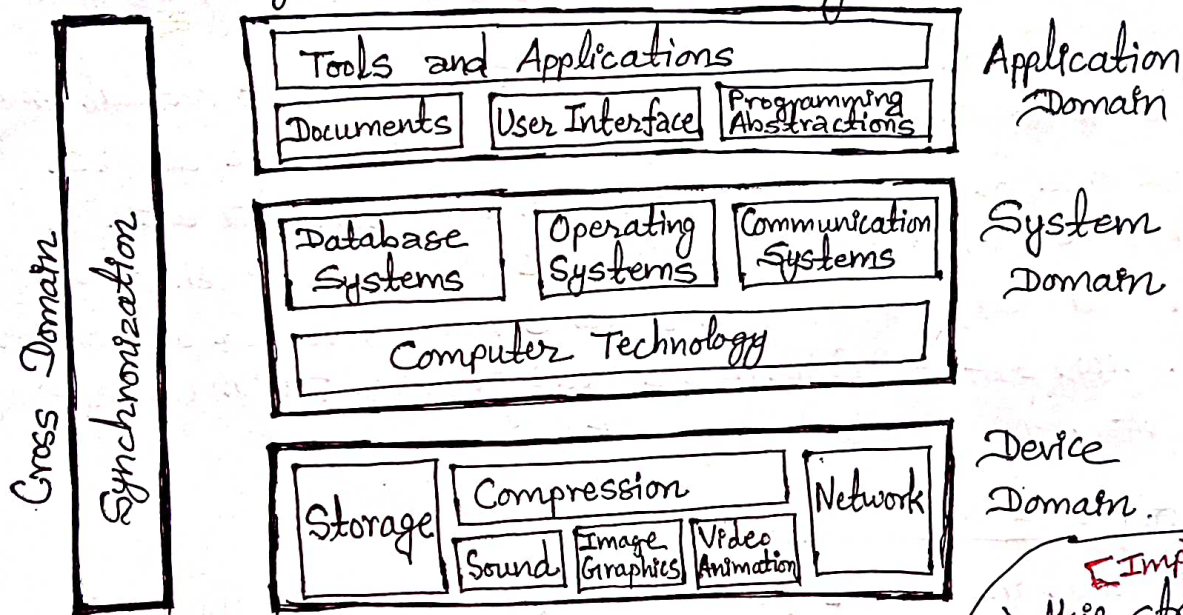 Tools and Applications
Documents
User Interface
Programming
Abstractions
Application
Domain
Database
Systems
Operating
Systems
Communication
Systems
Computer Technology
System
Domain
Cross Domain
Synchronization
Storage
Compression
Sound
Image
Graphics
Video
Animation
Network
Device
Domain.